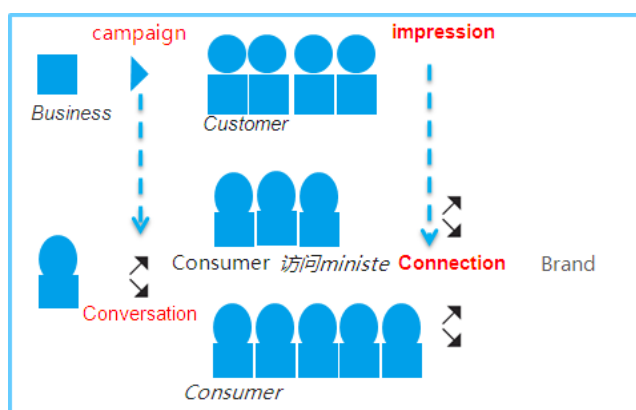 campaign
impression
Business
Customer
Consumer 访问ministe Connection Brand
Conversation
Consumer